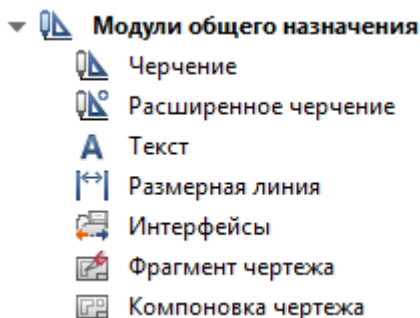 Модули общего назначения
Черчение
Расширенное черчение
Текст
Размерная линия
Интерфейсы
Фрагмент чертежа
Компоновка чертежа